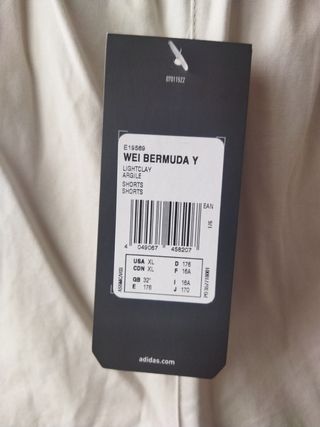 07011522
E19569
WEI BERMUDA Y
LIGHTCLAY
ARGILE
SHORTS
SHORTS
EAN
4 049067 458207
USA XL D 176
CDN XL F 16A
GB 32" I 16A
E 176 J 170
adidas.com